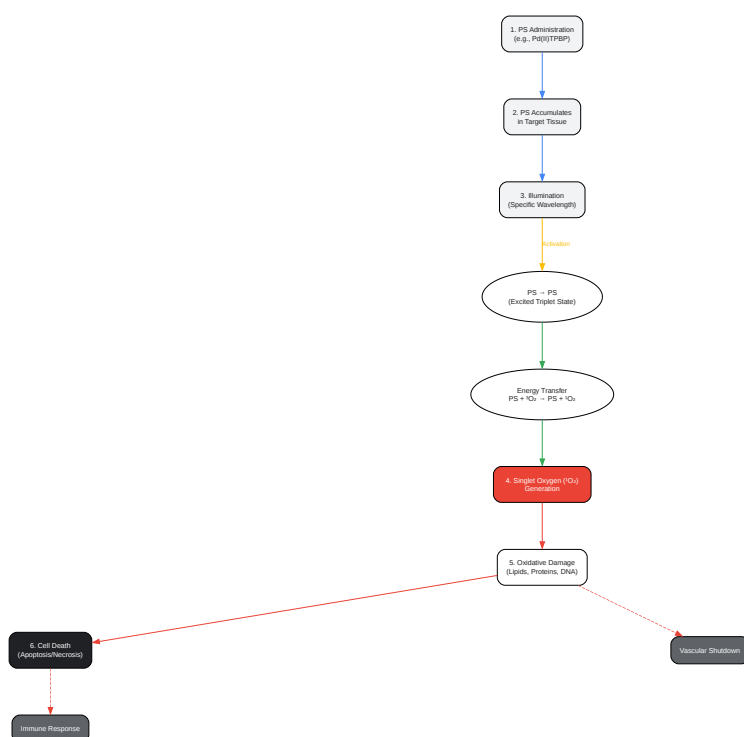 1. PS Administration
(e.g., Pd(II)TPBP)
2. PS Accumulates
in Target Tissue
3. Illumination
(Specific Wavelength)
Activation
PS → PS
(Excited Triplet State)
Energy Transfer
PS + ³O₂ → PS + ¹O₂
4. Singlet Oxygen (¹O₂)
Generation
5. Oxidative Damage
(Lipids, Proteins, DNA)
6. Cell Death
(Apoptosis/Necrosis)
Vascular Shutdown
Immune Response